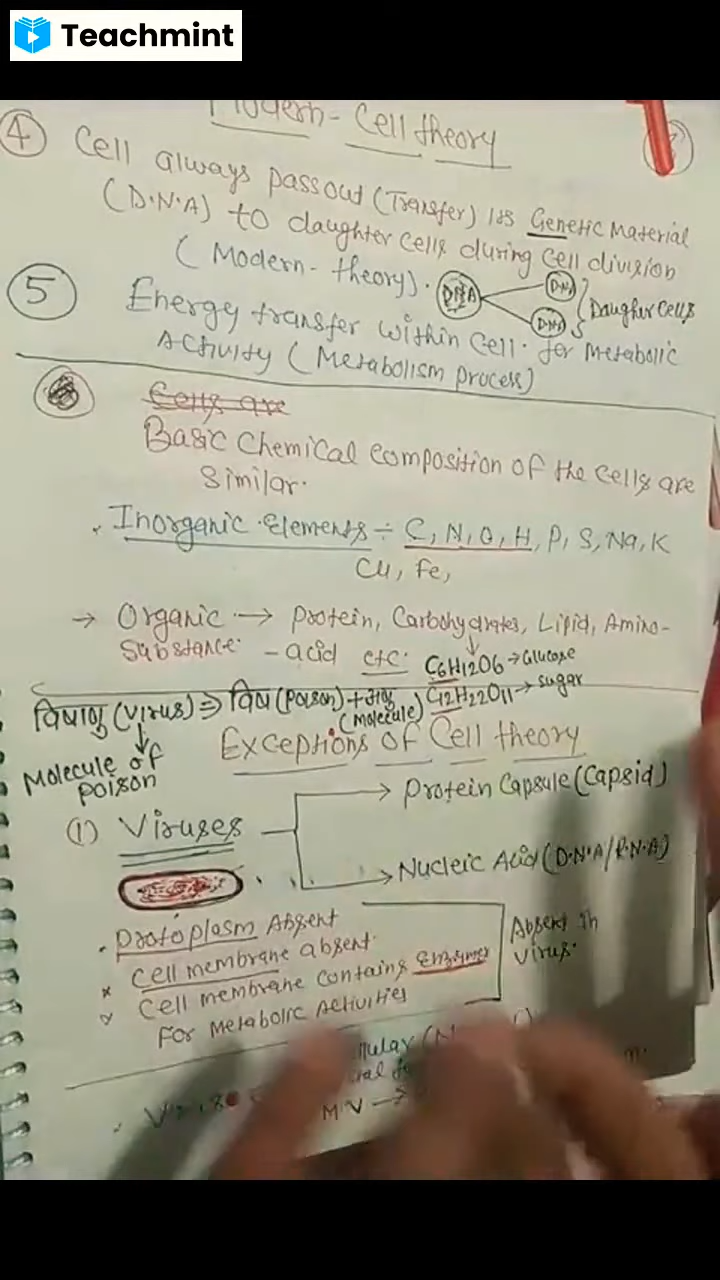 Teachmint
Modern-Cell theory
④ Cell always passout (Transfer) its Genetic Material
(D.N.A) to daughter cells during cell division
(Modern-theory).
DNA DNA DNA Daugher cells
⑤ Energy transfer within cell. for Metabolic
Activity (Metabolism process)
Cells are
Basic Chemical composition of the cells are
similar.
Inorganic Elements ÷ C, N, O, H, P, S, Na, K
Cu, Fe,
→ Organic → Protein, Carbohydrates, Lipid, Amino-
Substance - acid etc.
C6H12O6 → Glucose
C12H22O11 → sugar
विषाणु (virus) ⇒ विष (poison) + अणु
(Molecule)
Molecule of
poison
Exceptions of Cell theory
(1) Viruses
→ Protein Capsule (Capsid)
→ Nucleic Acid (D.N.A/R.N.A)
Protoplasm Absent
Cell membrane absent.
Cell membrane contains Enzymes
For Metabolic Activities
Absent in
virus.
M.V →